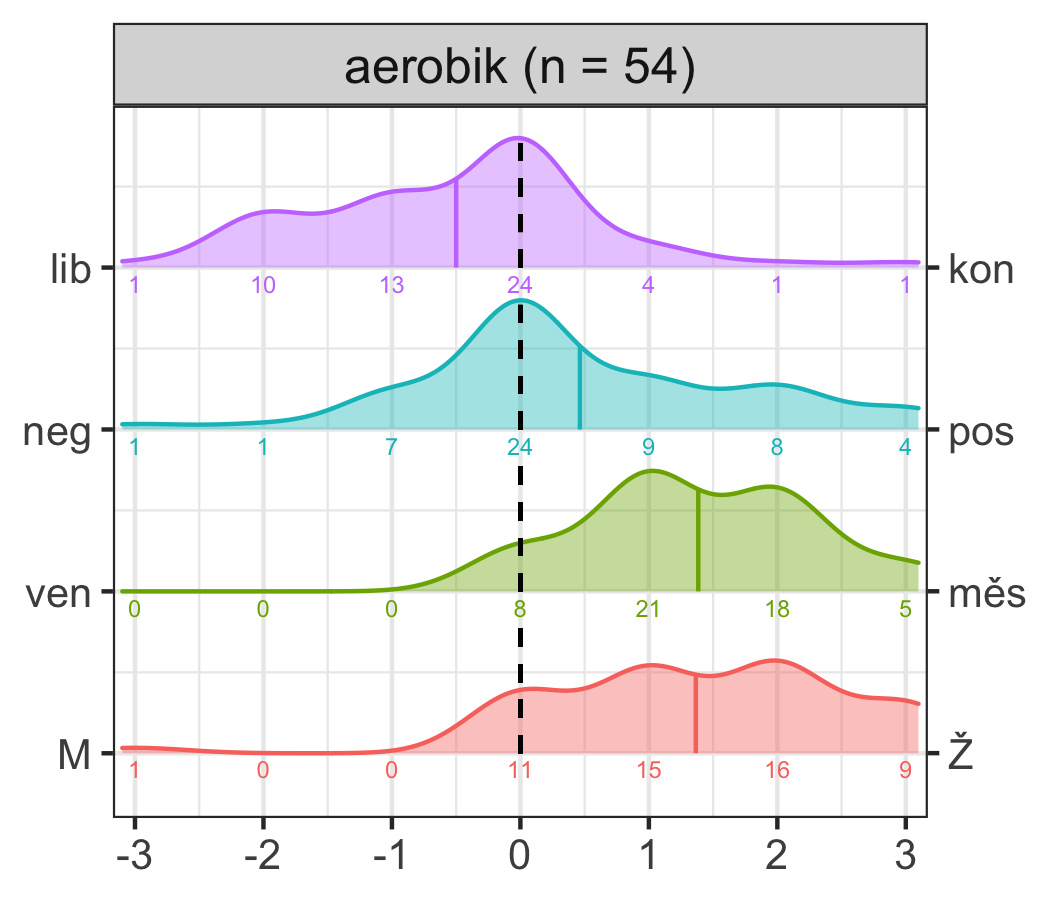 aerobik (n = 54)
lib kon
1 10 13 24 4 1 1
neg pos
1 1 7 24 9 8 4
ven měs
0 0 0 8 21 18 5
M Ž
1 0 0 11 15 16 9
-3 -2 -1 0 1 2 3